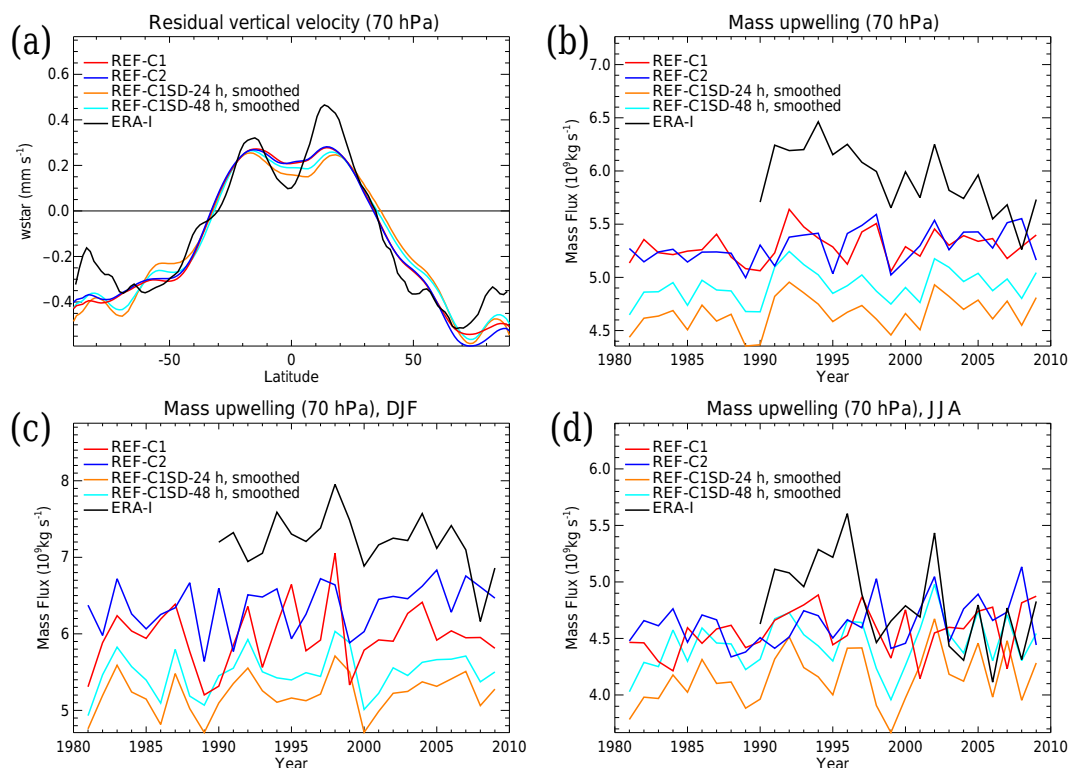 (a)
Residual vertical velocity (70 hPa)
REF-C1
REF-C2
REF-C1SD-24 h, smoothed
REF-C1SD-48 h, smoothed
ERA-I
wstar (mm s⁻¹)
0.6
0.4
0.2
0.0
−0.2
−0.4
-50
0
50
Latitude
(b)
Mass upwelling (70 hPa)
REF-C1
REF-C2
REF-C1SD-24 h, smoothed
REF-C1SD-48 h, smoothed
ERA-I
Mass Flux (10⁹kg s⁻¹)
7.0
6.5
6.0
5.5
5.0
4.5
1980
1985
1990
1995
2000
2005
2010
Year
(c)
Mass upwelling (70 hPa), DJF
REF-C1
REF-C2
REF-C1SD-24 h, smoothed
REF-C1SD-48 h, smoothed
ERA-I
Mass Flux (10⁹kg s⁻¹)
8
7
6
5
1980
1985
1990
1995
2000
2005
2010
Year
(d)
Mass upwelling (70 hPa), JJA
REF-C1
REF-C2
REF-C1SD-24 h, smoothed
REF-C1SD-48 h, smoothed
ERA-I
Mass Flux (10⁹kg s⁻¹)
6.0
5.5
5.0
4.5
4.0
1980
1985
1990
1995
2000
2005
2010
Year